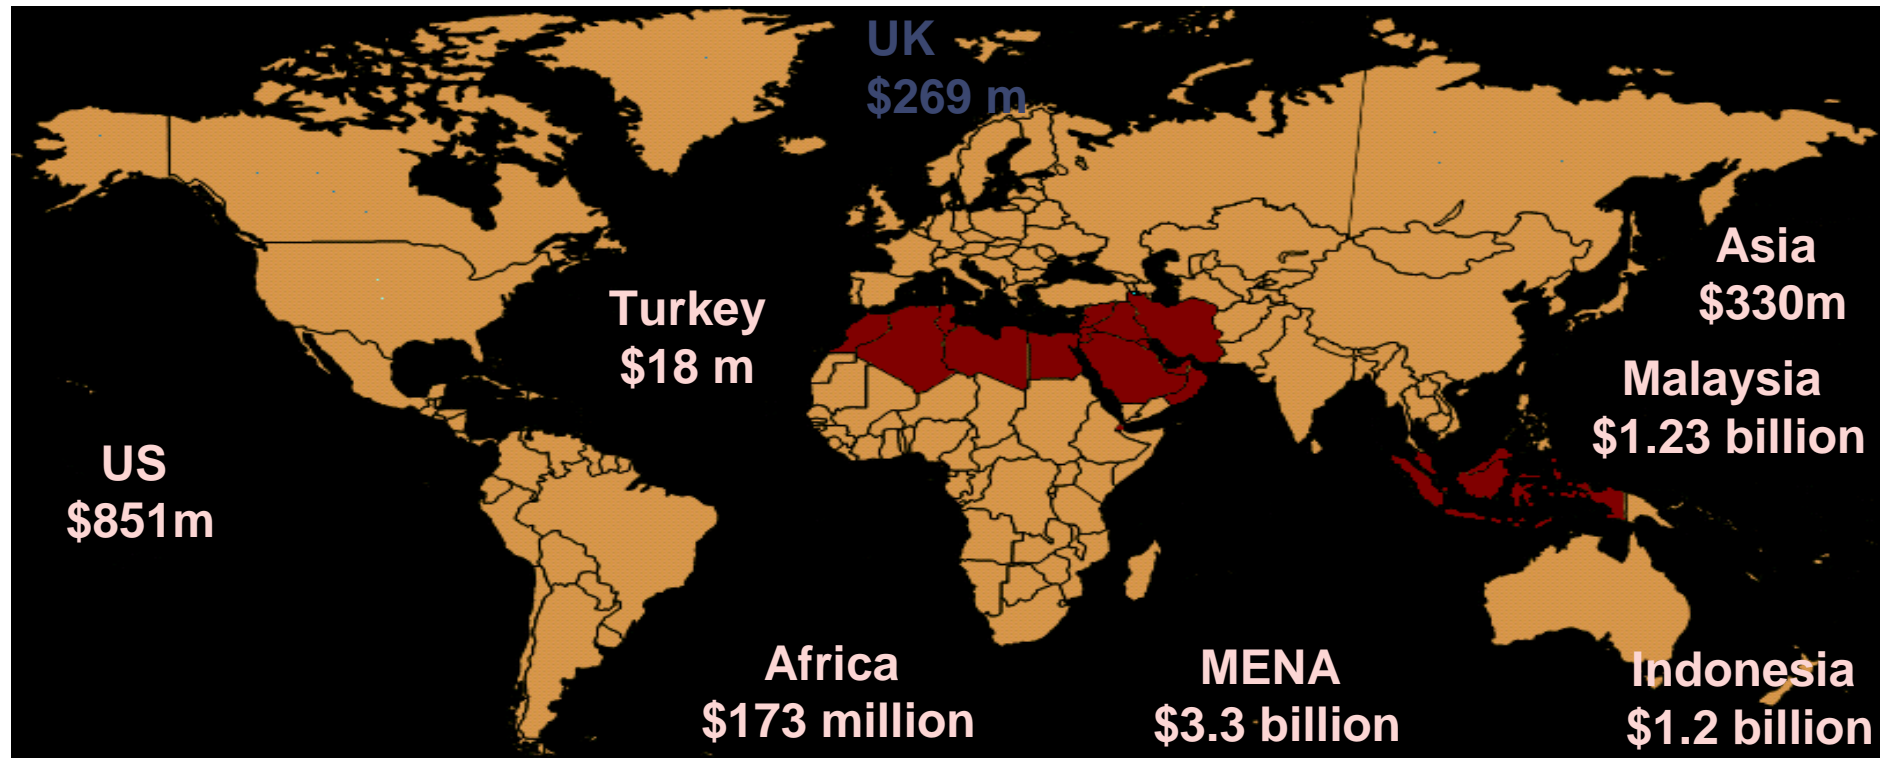 UK
$269 m
Asia
$330m
Turkey
$18 m
Malaysia
$1.23 billion
US
$851m
Africa
$173 million
MENA
$3.3 billion
Indonesia
$1.2 billion